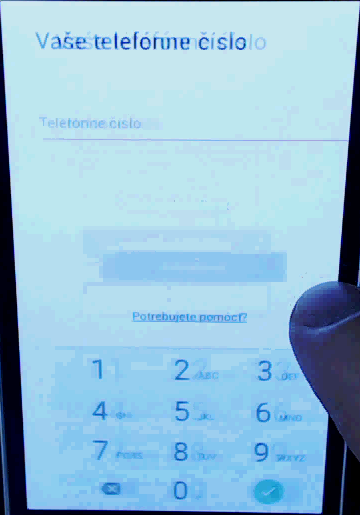 Vaše telefónne číslo
Telefónne číslo
Potrebujete pomoc?
1 2 ABC 3 DEF
4 GHI 5 JKL 6 MNO
7 PQRS 8 TUV 9 WXYZ
0